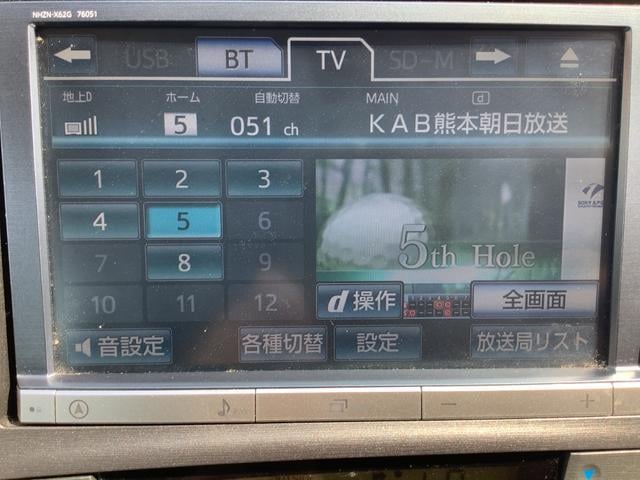 NHZN-X62G 76051
USB BT TV SD-M
地上D ホーム 自動切替 MAIN d
5 051 ch KAB熊本朝日放送
1 2 3
4 5 6
7 8 9
10 11 12
5th Hole
d操作 全画面
音設定 各種切替 設定 放送局リスト